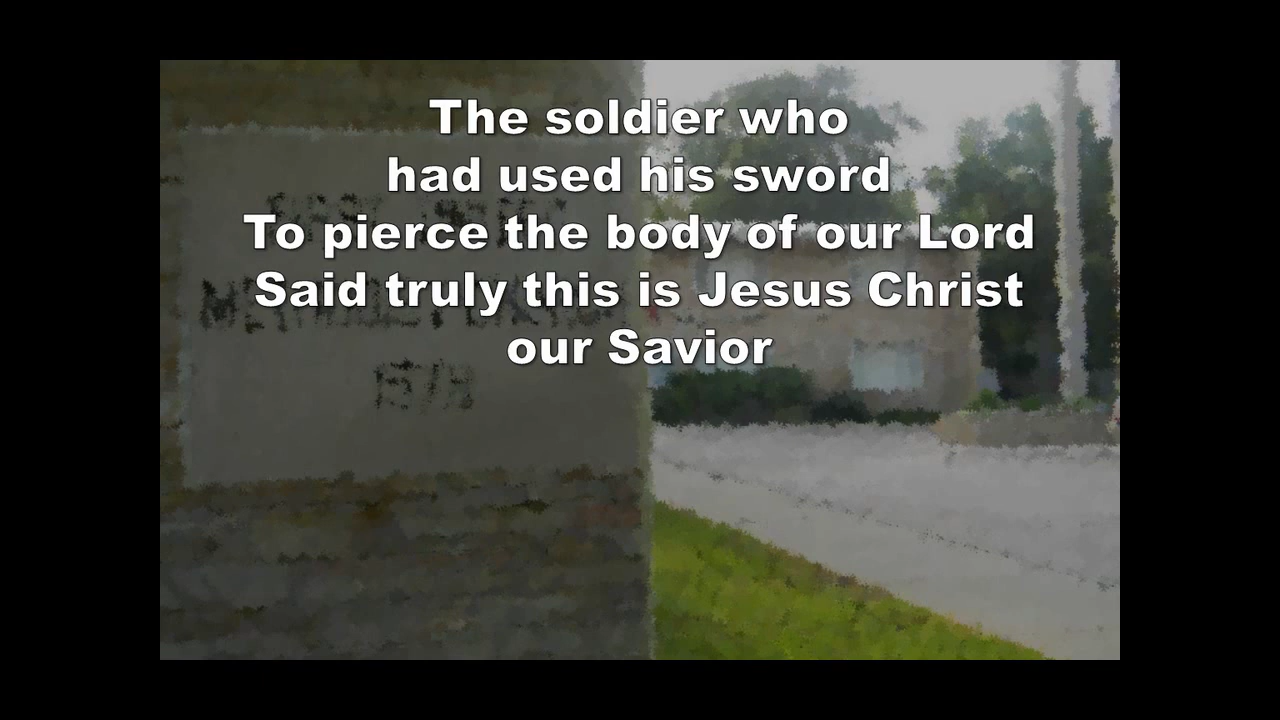 The soldier who
had used his sword
To pierce the body of our Lord
Said truly this is Jesus Christ
our Savior